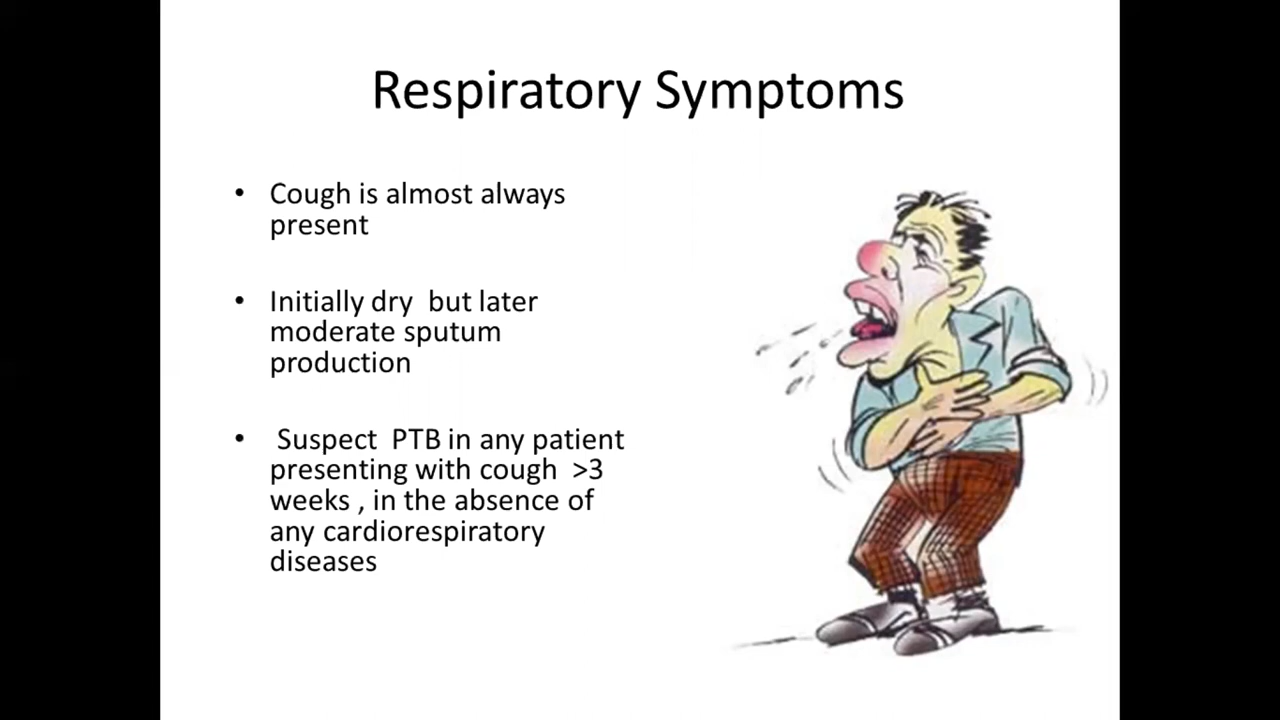 Respiratory Symptoms
• Cough is almost always
present
• Initially dry  but later
moderate sputum
production
•  Suspect  PTB in any patient
presenting with cough  >3
weeks , in the absence of
any cardiorespiratory
diseases